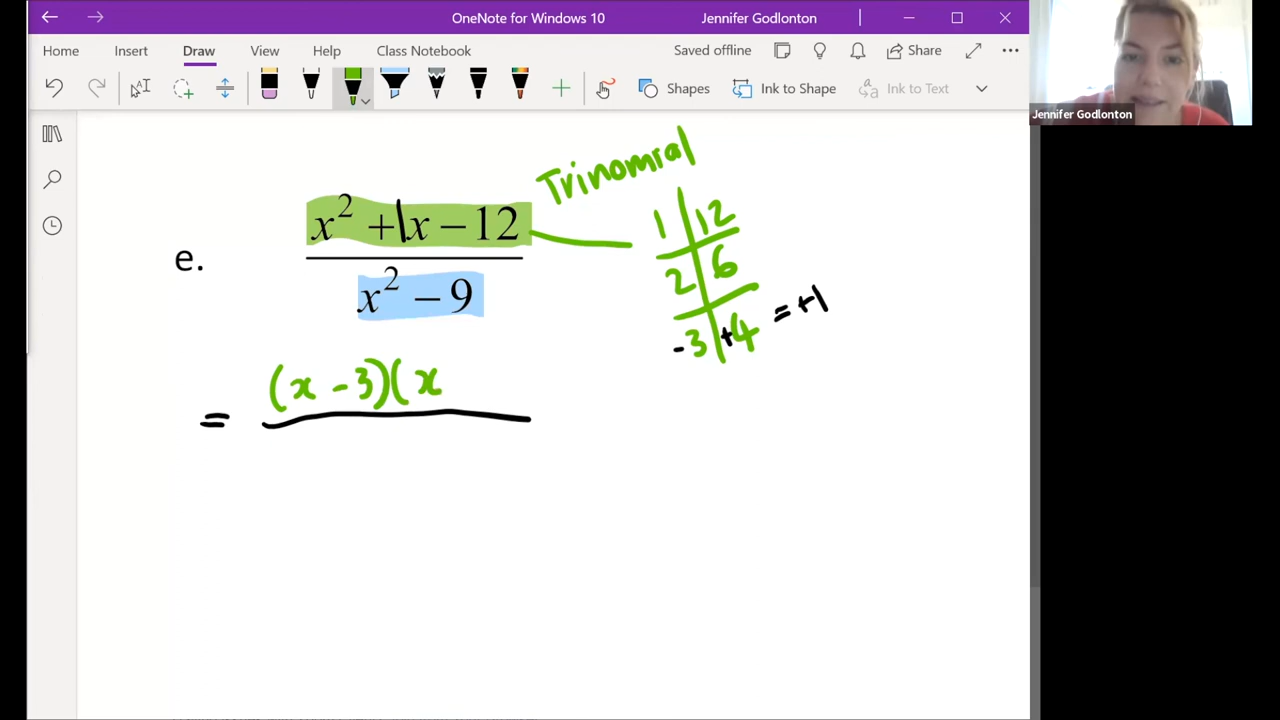 OneNote for Windows 10
Jennifer Godlonton
Home Insert Draw View Help Class Notebook
Saved offline
Share
Shapes
Ink to Shape
Ink to Text
Jennifer Godlonton
Trinomial
e.
x² +1x − 12
x² − 9
1 | 12
2 | 6
-3 | +4 = +1
= (x - 3)(x